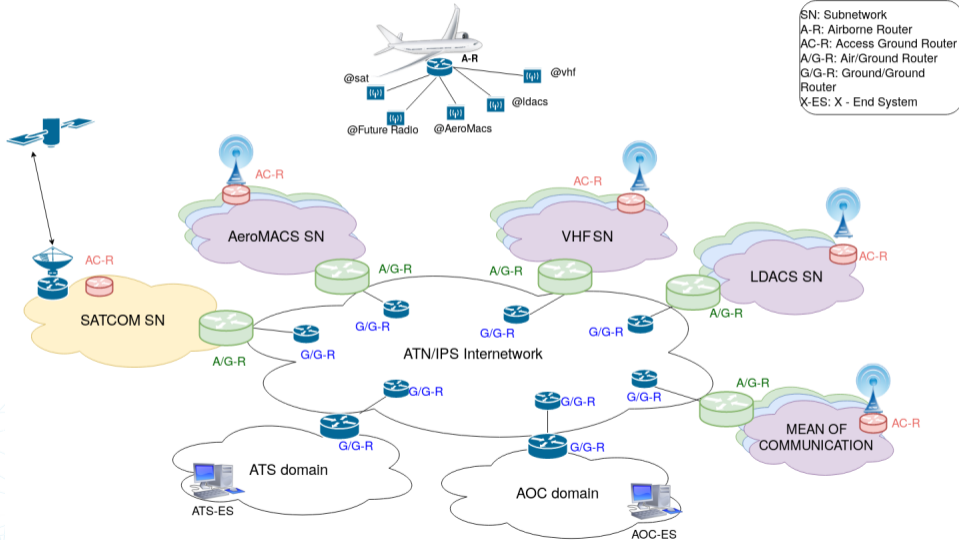 SN: Subnetwork
A-R: Airborne Router
AC-R: Access Ground Router
A/G-R: Air/Ground Router
G/G-R: Ground/Ground
Router
X-ES: X - End System
A-R
@sat
@vhf
@ldacs
@Future Radio
@AeroMacs
AC-R
AeroMACS SN
A/G-R
AC-R
VHF SN
A/G-R
AC-R
LDACS SN
A/G-R
AC-R
SATCOM SN
A/G-R
G/G-R
G/G-R
G/G-R
G/G-R
ATN/IPS Internetwork
G/G-R
G/G-R
G/G-R
A/G-R
AC-R
MEAN OF
COMMUNICATION
G/G-R
ATS domain
ATS-ES
G/G-R
AOC domain
AOC-ES